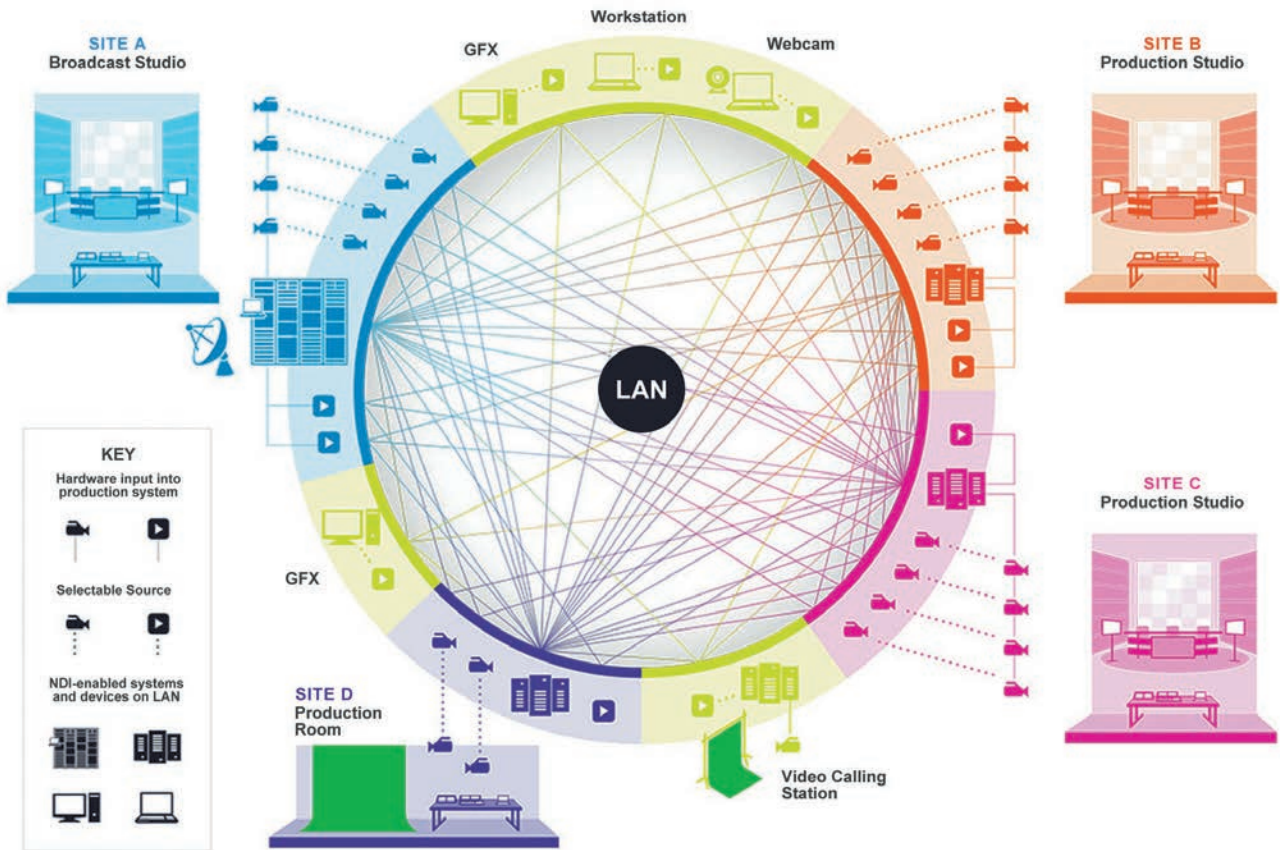 Workstation
GFX
Webcam
SITE A
Broadcast Studio
SITE B
Production Studio
LAN
KEY
Hardware input into
production system
Selectable Source
NDI-enabled systems
and devices on LAN
GFX
SITE C
Production Studio
SITE D
Production
Room
Video Calling
Station